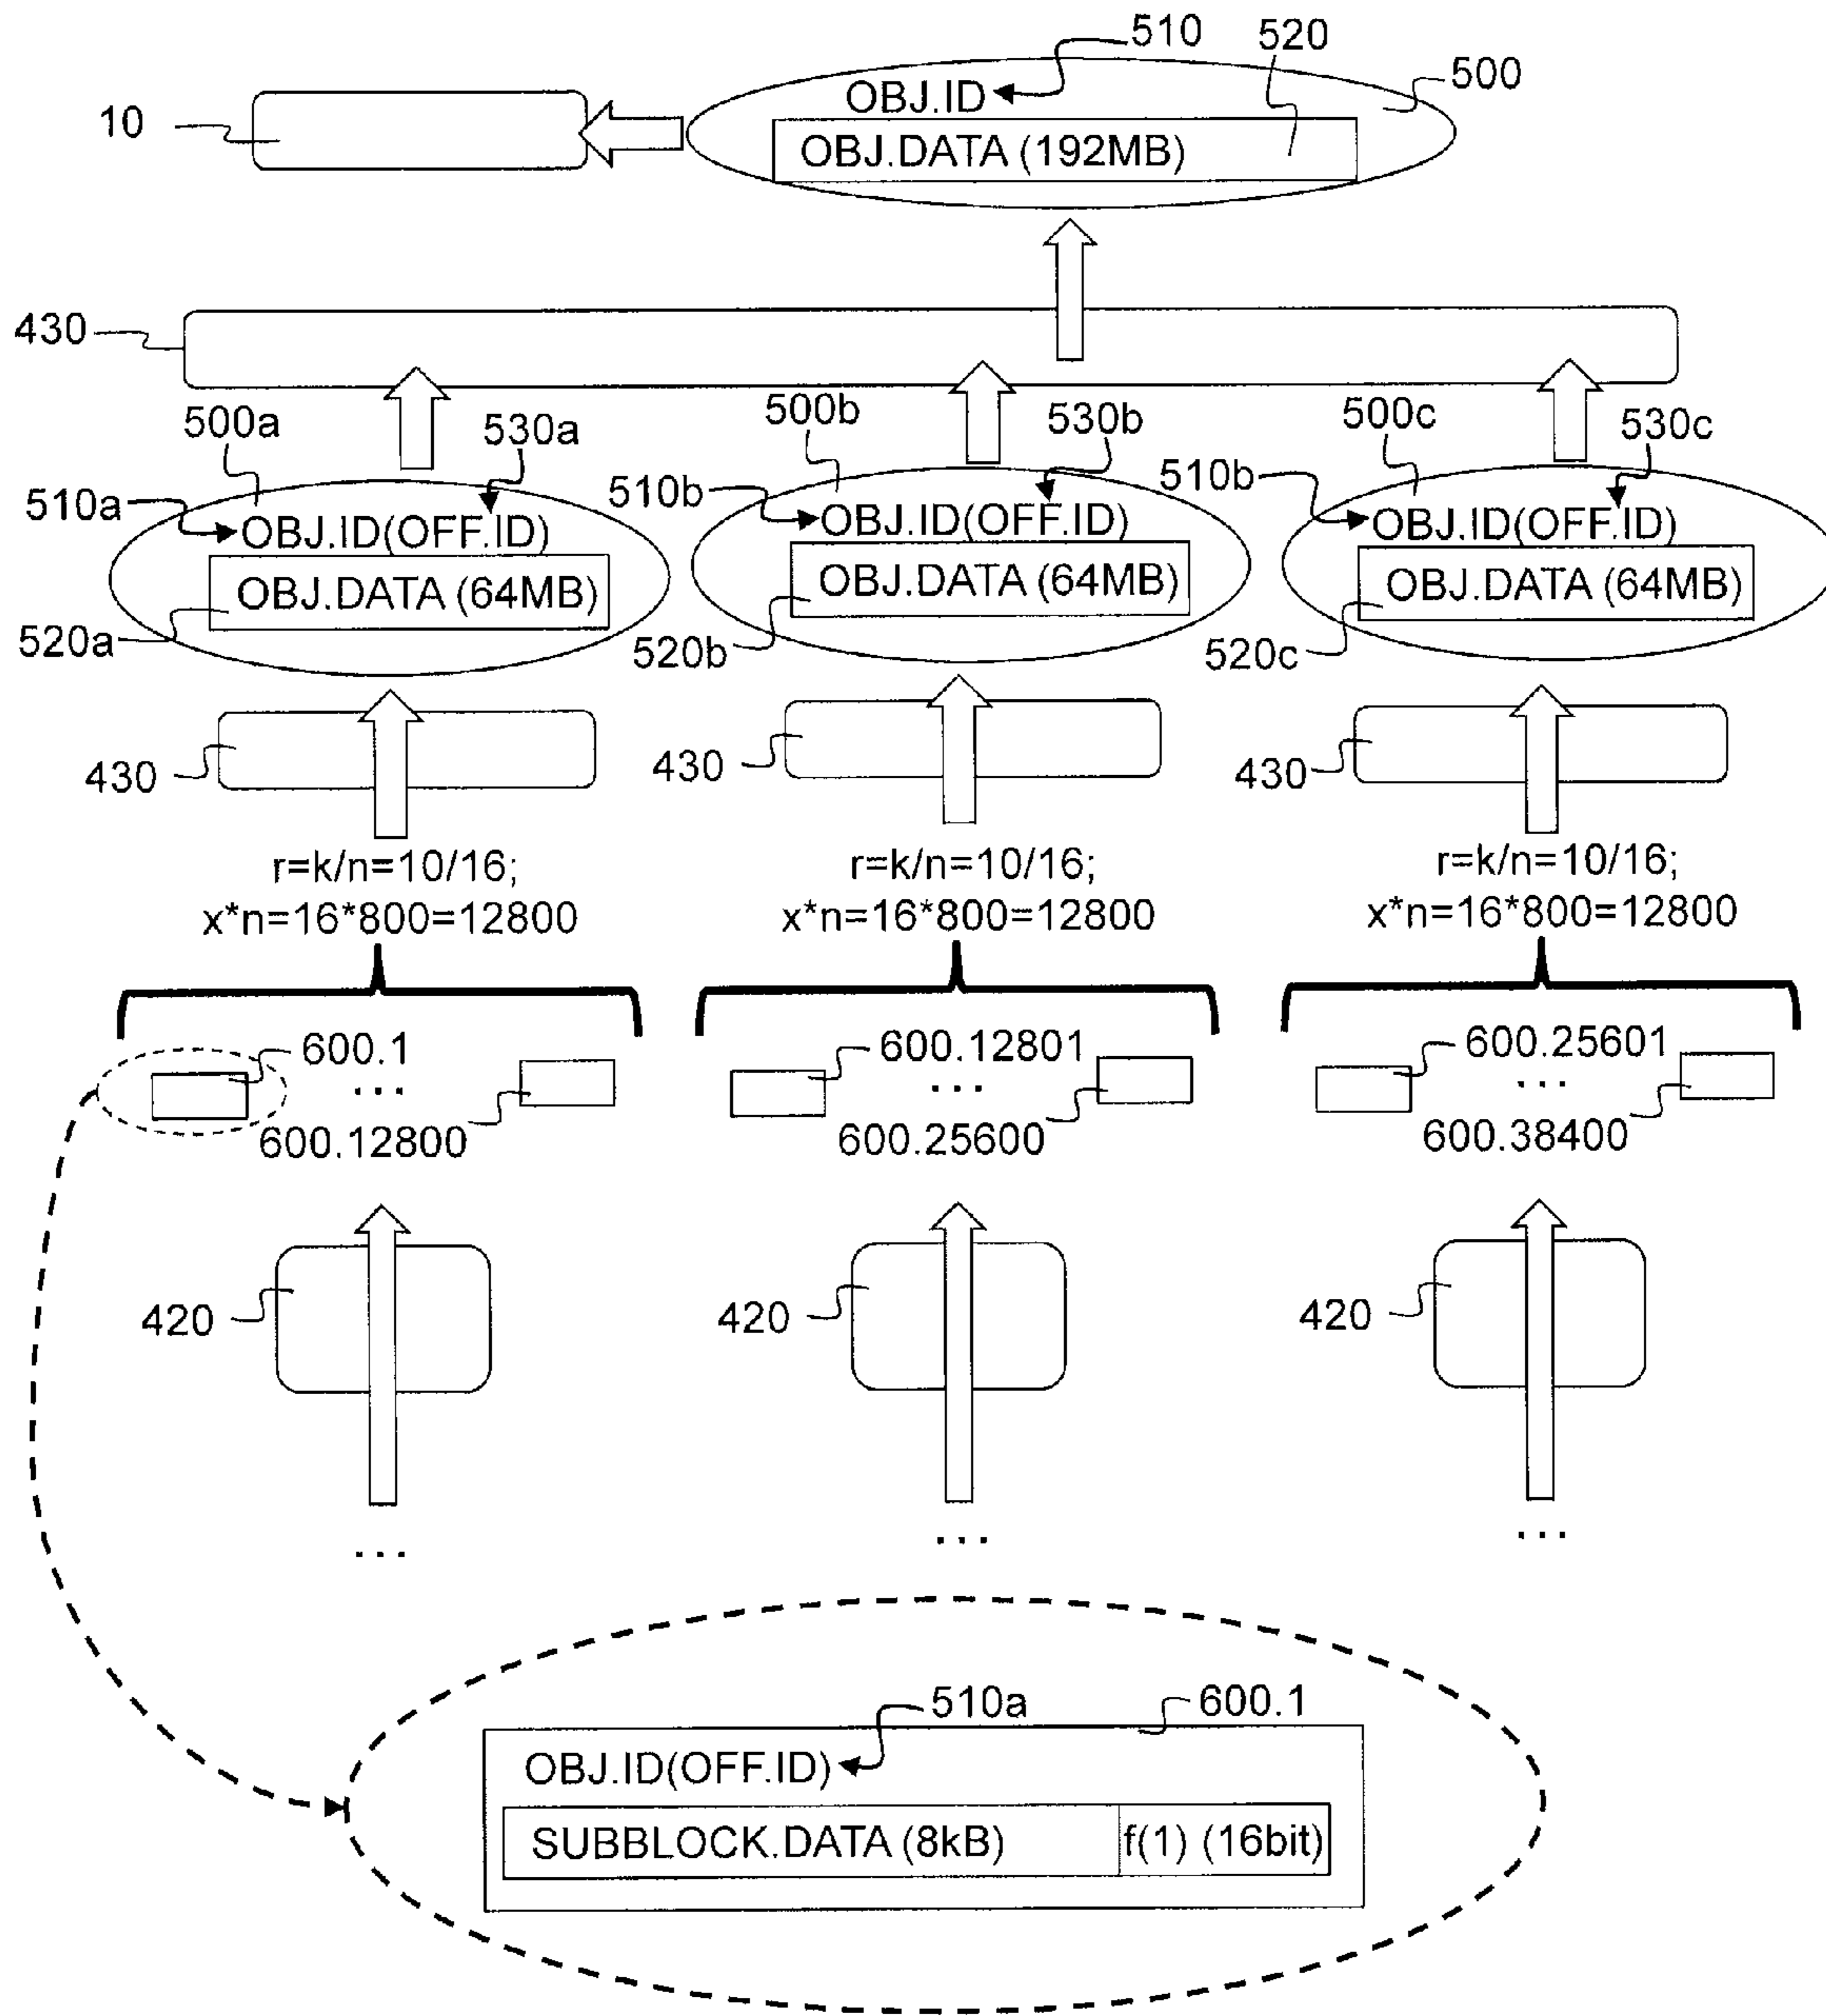 510
520
500
OBJ.ID
10
OBJ.DATA (192MB)
430
500a
530a
500b
530b
500c
530c
510a
510b
510b
OBJ.ID(OFF.ID)
OBJ.ID(OFF.ID)
OBJ.ID(OFF.ID)
OBJ.DATA (64MB)
OBJ.DATA (64MB)
OBJ.DATA (64MB)
520a
520b
520c
430
430
430
r=k/n=10/16;
x*n=16*800=12800
r=k/n=10/16;
x*n=16*800=12800
r=k/n=10/16;
x*n=16*800=12800
600.1
...
600.12800
600.12801
...
600.25600
600.25601
...
600.38400
420
420
420
...
...
...
510a
600.1
OBJ.ID(OFF.ID)
SUBBLOCK.DATA (8kB)
f(1) (16bit)